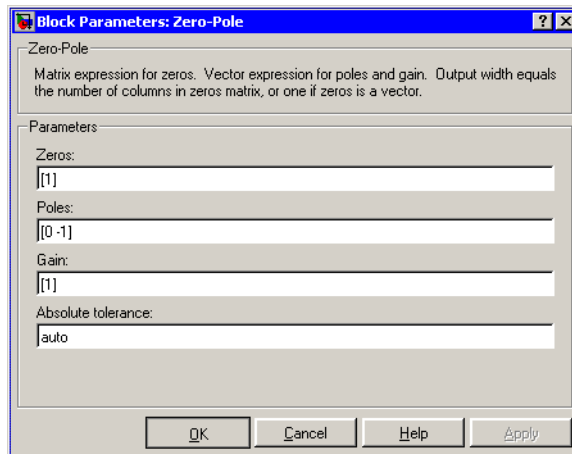 Block Parameters: Zero-Pole
Zero-Pole
Matrix expression for zeros. Vector expression for poles and gain. Output width equals
the number of columns in zeros matrix, or one if zeros is a vector.
Parameters
Zeros:
[1]
Poles:
[0 -1]
Gain:
[1]
Absolute tolerance:
auto
OK Cancel Help Apply